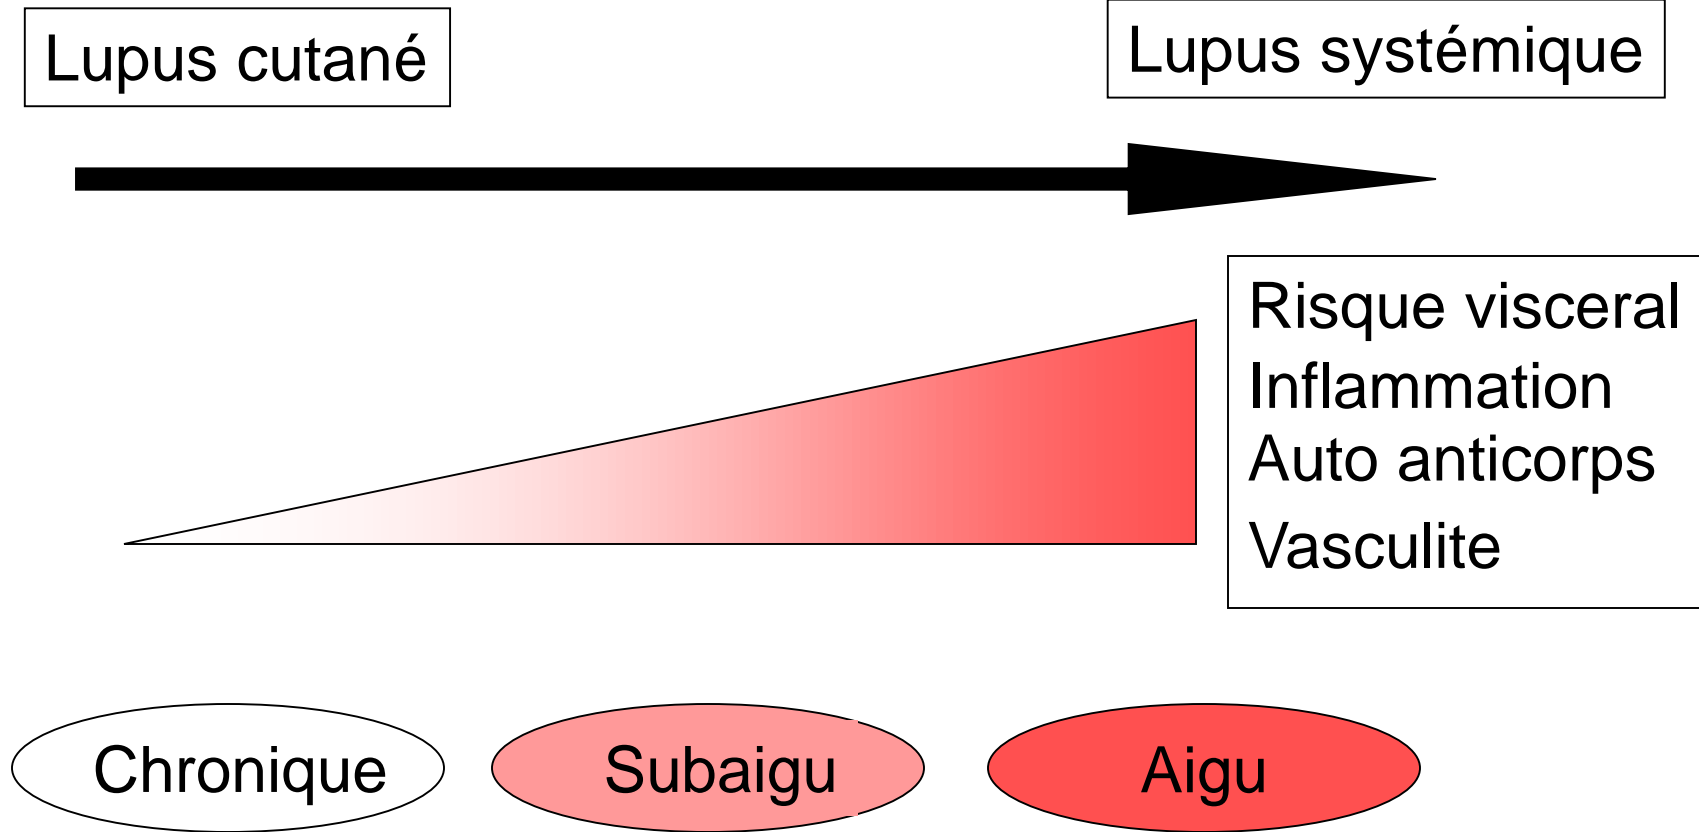 Lupus cutané
Lupus systémique
Risque visceral
Inflammation
Auto anticorps
Vasculite
Chronique
Subaigu
Aigu